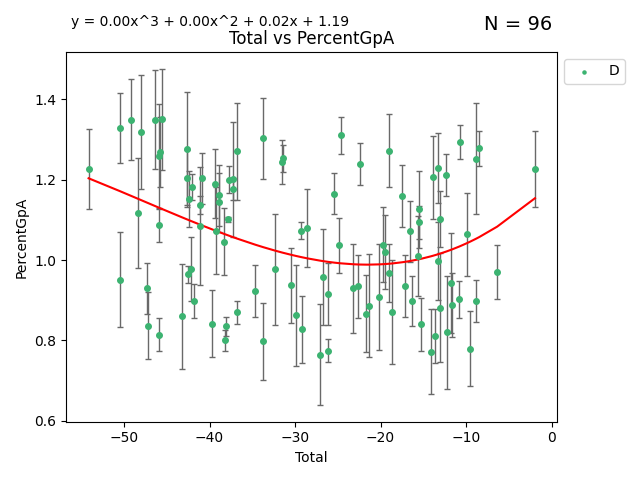 y = 0.00x^3 + 0.00x^2 + 0.02x + 1.19
N = 96
Total vs PercentGpA
D
PercentGpA
1.4
1.2
1.0
0.8
0.6
−50
−40
−30
−20
−10
0
Total